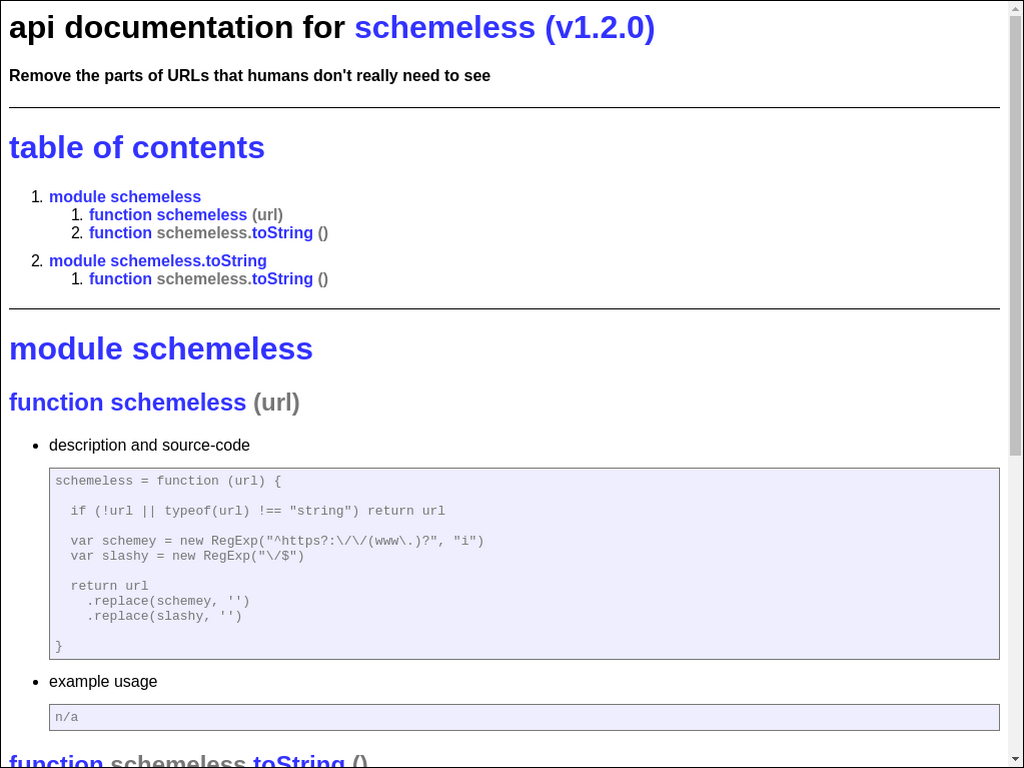 api documentation for schemeless (v1.2.0)
Remove the parts of URLs that humans don't really need to see
table of contents
1. module schemeless
1. function schemeless (url)
2. function schemeless.toString ()
2. module schemeless.toString
1. function schemeless.toString ()
module schemeless
function schemeless (url)
• description and source-code
schemeless = function (url) {
if (!url || typeof(url) !== "string") return url
var schemey = new RegExp("^https?:\/\/(www\.)?", "i")
var slashy = new RegExp("\/$")
return url
.replace(schemey, '')
.replace(slashy, '')
}
• example usage
n/a
function schemeless.toString ()